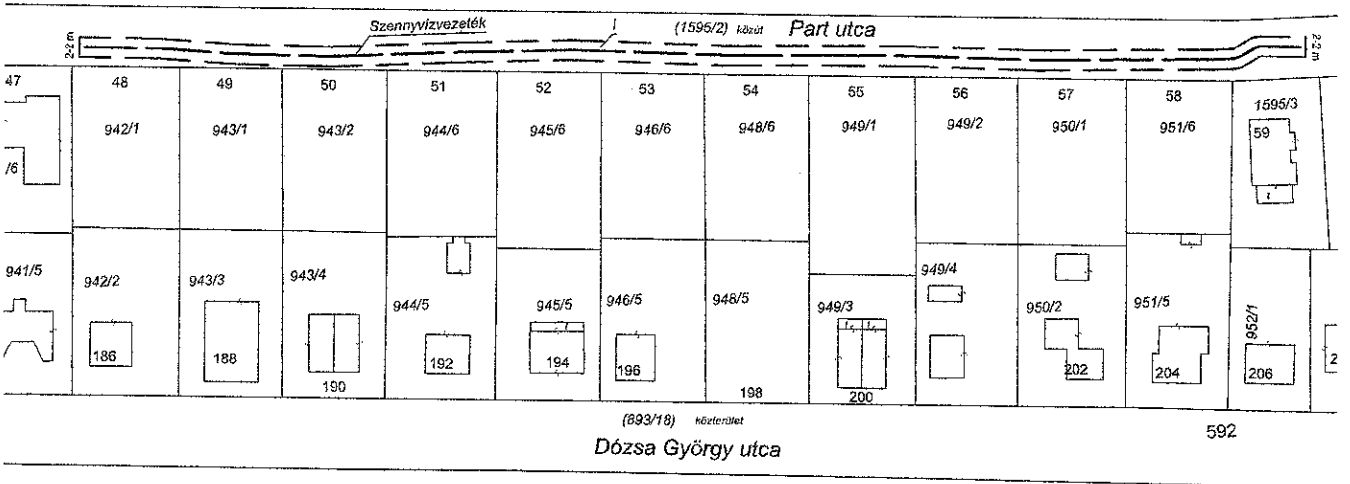 Szennyvízvezeték
(1595/2) közút Part utca
2-2 m
2-2 m
47 48 49 50 51 52 53 54 55 56 57 58
1595/3
59
942/1 943/1 943/2 944/6 945/6 946/6 948/6 949/1 949/2 950/1 951/6
/6
941/5 942/2 943/3 943/4 944/5 945/5 946/5 948/5 949/3 949/4 950/2 951/5 952/1
186 188 190 192 194 196 198 200 202 204 206 2
(693/18) közterület
592
Dózsa György utca